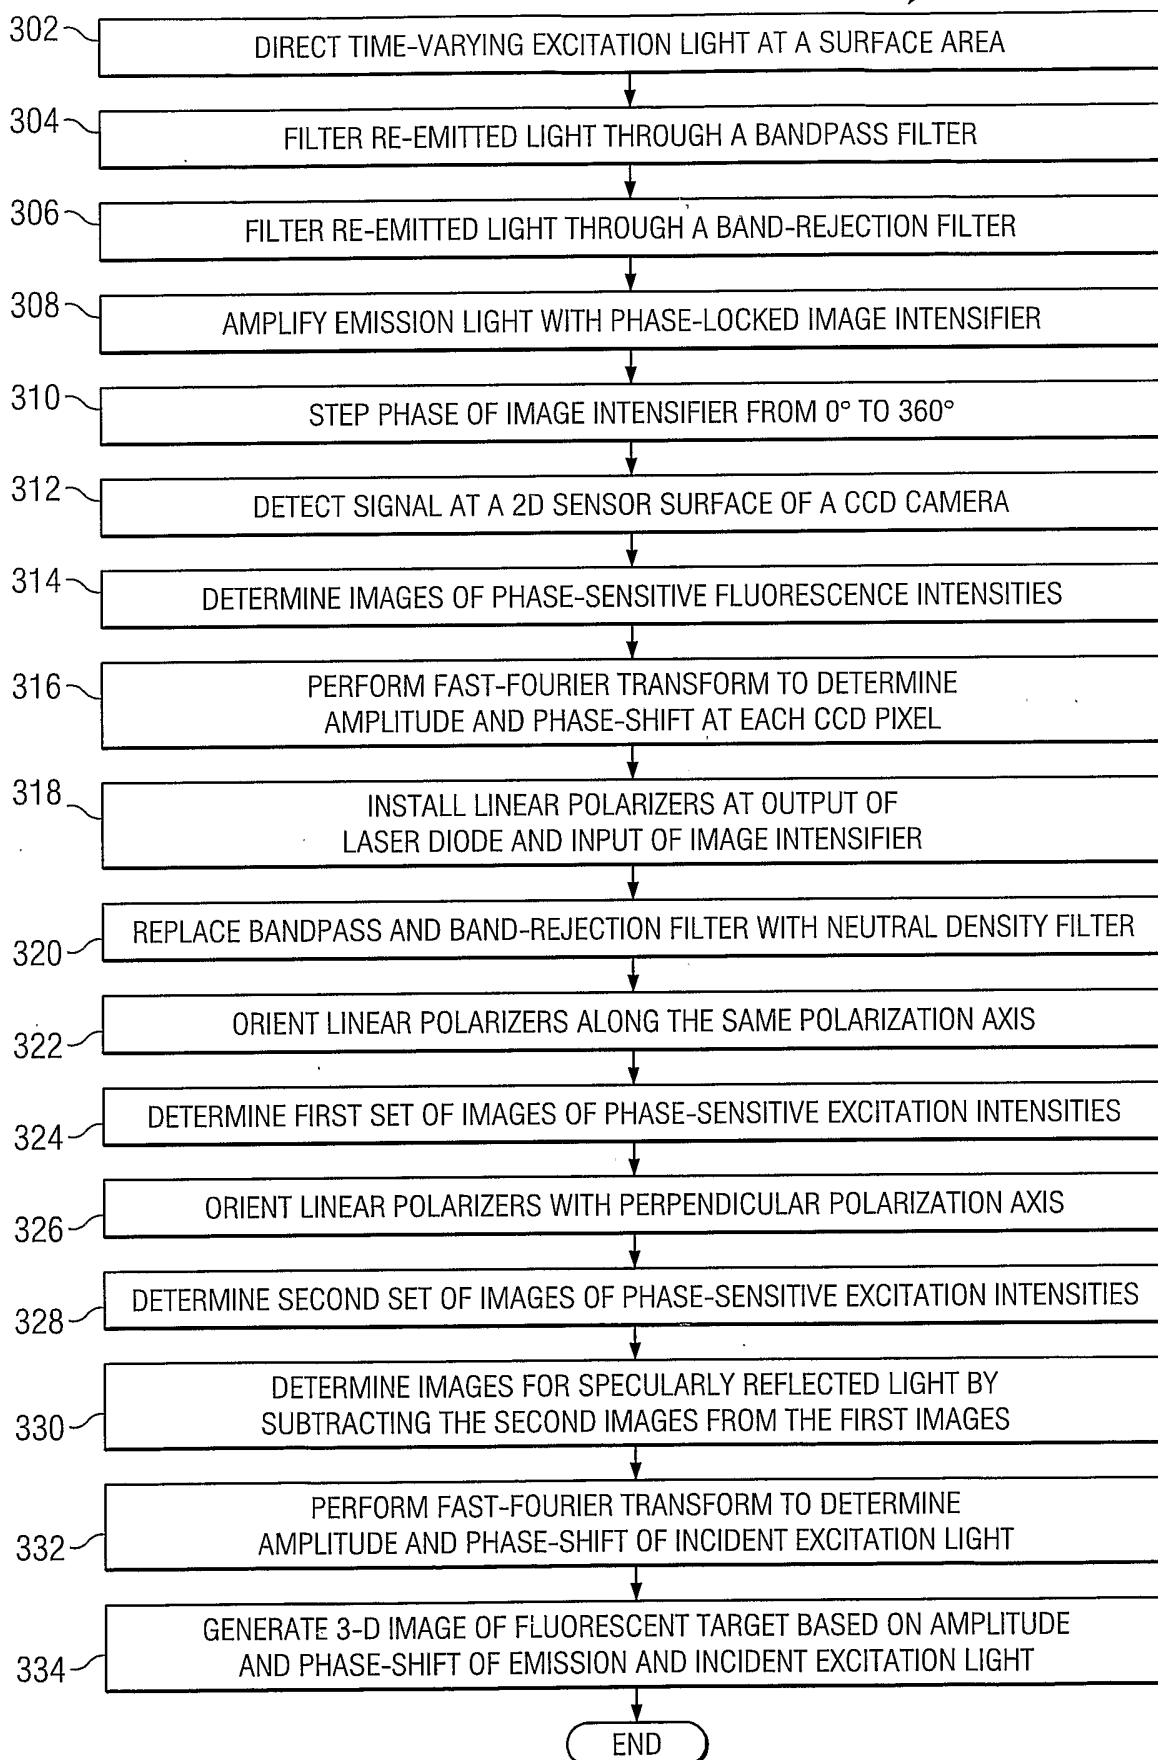 302
DIRECT TIME-VARYING EXCITATION LIGHT AT A SURFACE AREA
304
FILTER RE-EMITTED LIGHT THROUGH A BANDPASS FILTER
306
FILTER RE-EMITTED LIGHT THROUGH A BAND-REJECTION FILTER
308
AMPLIFY EMISSION LIGHT WITH PHASE-LOCKED IMAGE INTENSIFIER
310
STEP PHASE OF IMAGE INTENSIFIER FROM 0° TO 360°
312
DETECT SIGNAL AT A 2D SENSOR SURFACE OF A CCD CAMERA
314
DETERMINE IMAGES OF PHASE-SENSITIVE FLUORESCENCE INTENSITIES
316
PERFORM FAST-FOURIER TRANSFORM TO DETERMINE
AMPLITUDE AND PHASE-SHIFT AT EACH CCD PIXEL
318
INSTALL LINEAR POLARIZERS AT OUTPUT OF
LASER DIODE AND INPUT OF IMAGE INTENSIFIER
320
REPLACE BANDPASS AND BAND-REJECTION FILTER WITH NEUTRAL DENSITY FILTER
322
ORIENT LINEAR POLARIZERS ALONG THE SAME POLARIZATION AXIS
324
DETERMINE FIRST SET OF IMAGES OF PHASE-SENSITIVE EXCITATION INTENSITIES
326
ORIENT LINEAR POLARIZERS WITH PERPENDICULAR POLARIZATION AXIS
328
DETERMINE SECOND SET OF IMAGES OF PHASE-SENSITIVE EXCITATION INTENSITIES
330
DETERMINE IMAGES FOR SPECULARLY REFLECTED LIGHT BY
SUBTRACTING THE SECOND IMAGES FROM THE FIRST IMAGES
332
PERFORM FAST-FOURIER TRANSFORM TO DETERMINE
AMPLITUDE AND PHASE-SHIFT OF INCIDENT EXCITATION LIGHT
334
GENERATE 3-D IMAGE OF FLUORESCENT TARGET BASED ON AMPLITUDE
AND PHASE-SHIFT OF EMISSION AND INCIDENT EXCITATION LIGHT
END